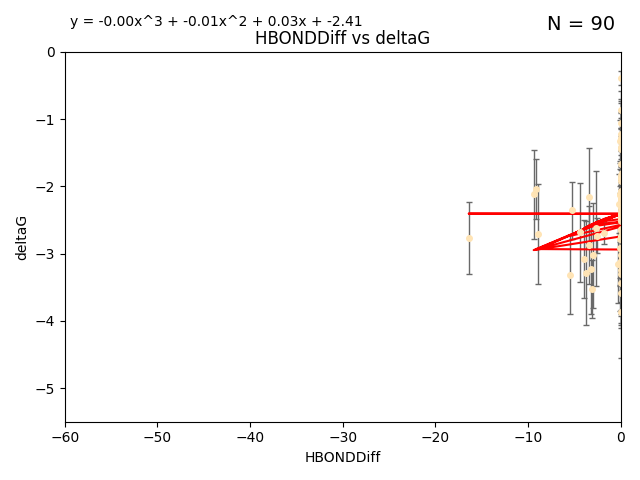 y = -0.00x^3 + -0.01x^2 + 0.03x + -2.41
N = 90
HBONDDiff vs deltaG
deltaG
0
−1
−2
−3
−4
−5
−60
−50
−40
−30
−20
−10
0
HBONDDiff